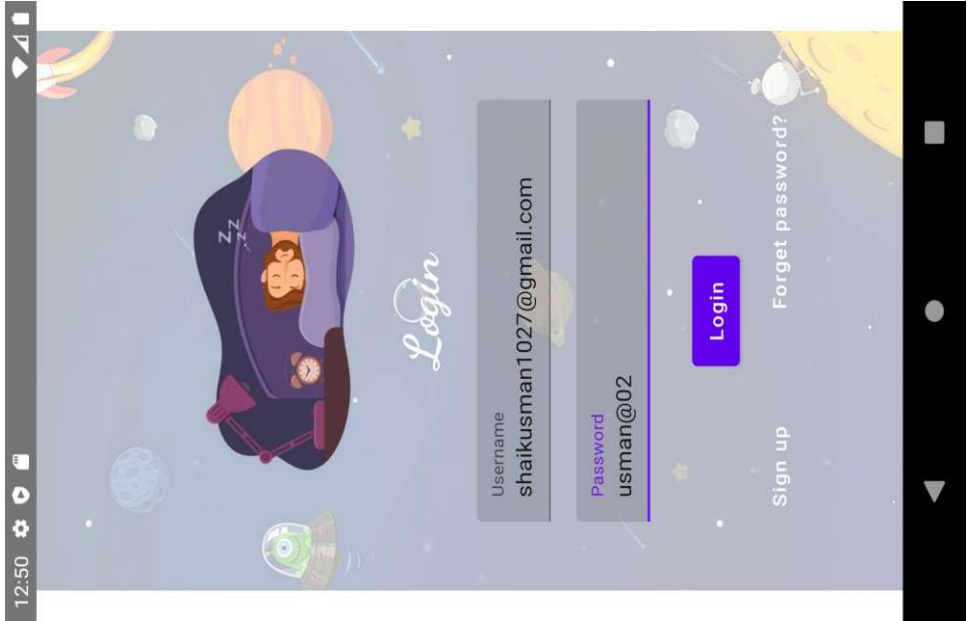 12:50
Z
Z
Z
Login
Username
shaikusman1027@gmail.com
Password
usman@02
Login
Sign up
Forget password?